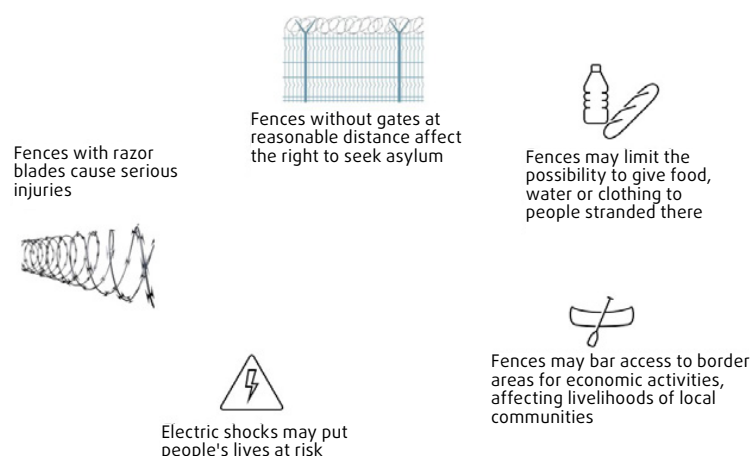 Fences without gates at
reasonable distance affect
the right to seek asylum
Fences with razor
blades cause serious
injuries
Fences may limit the
possibility to give food,
water or clothing to
people stranded there
Fences may bar access to border
areas for economic activities,
affecting livelihoods of local
communities
Electric shocks may put
people's lives at risk